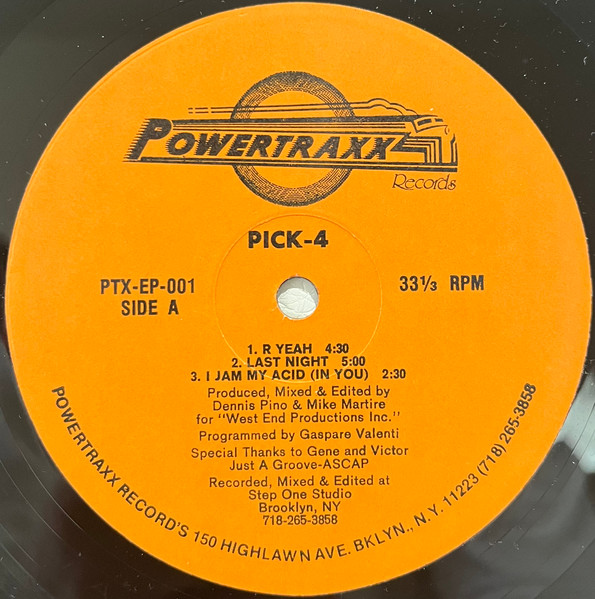 POWERTRAXX
Records
PICK-4
PTX-EP-001
SIDE A
33⅓ RPM
1. R YEAH 4:30
2. LAST NIGHT 5:00
3. I JAM MY ACID (IN YOU) 2:30
Produced, Mixed & Edited by
Dennis Pino & Mike Martire
for "West End Productions Inc."
Programmed by Gaspare Valenti
Special Thanks to Gene and Victor
Just A Groove-ASCAP
Recorded, Mixed & Edited at
Step One Studio
Brooklyn, NY
718-265-3858
POWERTRAXX RECORD'S 150 HIGHLAWN AVE. BKLYN., N.Y. 11223 (718) 265-3858